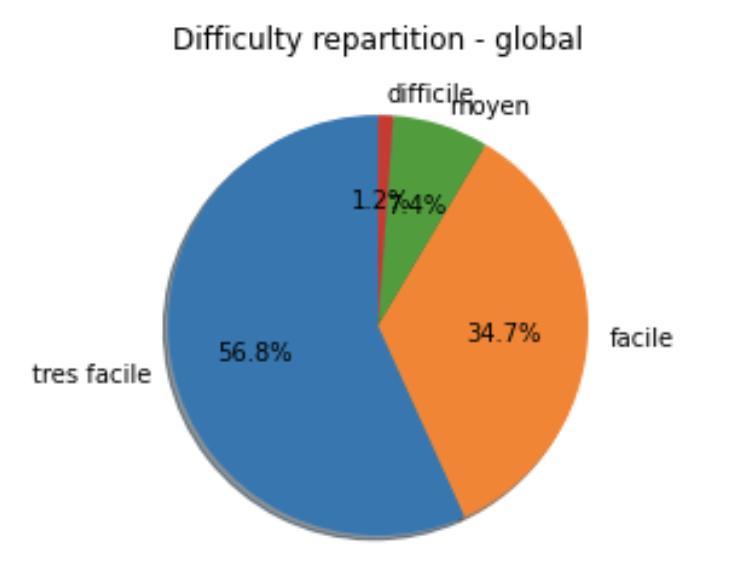 Difficulty repartition - global
difficile
moyen
1.2%
7.4%
34.7%
facile
56.8%
tres facile